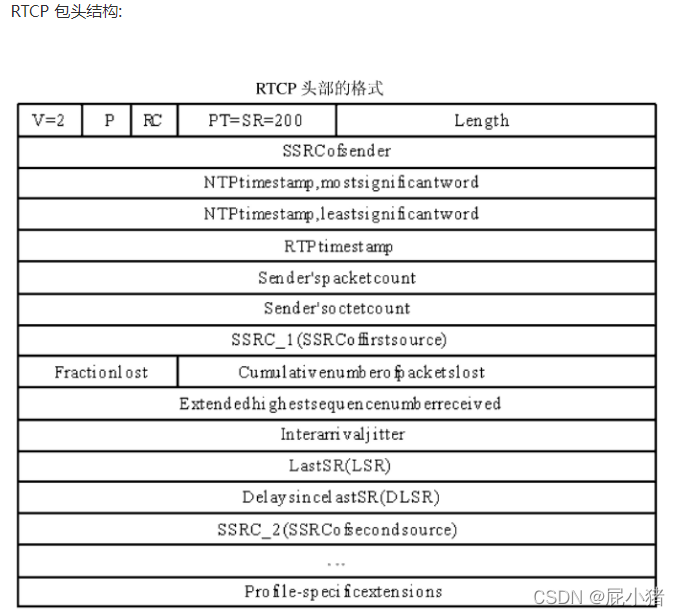 RTCP 包头结构:
RTCP 头部的格式
V=2 P RC PT=SR=200 Length
SSRCofsender
NTPtimestamp,mostsignificantword
NTPtimestamp,leastsignificantword
RTPtimestamp
Sender'spacketcount
Sender'soctetcount
SSRC_1(SSRCoffirstsource)
Fractionlost Cumulativenumberofpacketslost
Extendedhighestsequencenumberreceived
Interarrivaljitter
LastSR(LSR)
DelaysincelastSR(DLSR)
SSRC_2(SSRCofsecondsource)
...
Profile-specificextensions
CSDN @屁小猪